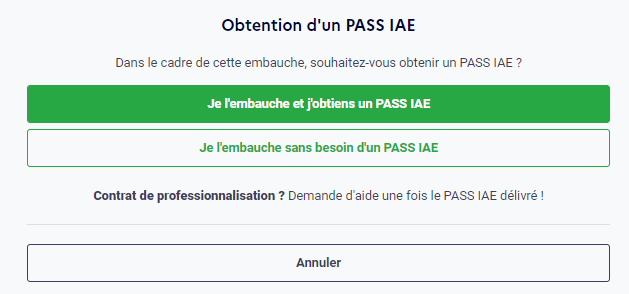 Obtention d'un PASS IAE
Dans le cadre de cette embauche, souhaitez-vous obtenir un PASS IAE ?
Je l'embauche et j'obtiens un PASS IAE
Je l'embauche sans besoin d'un PASS IAE
Contrat de professionnalisation ? Demande d'aide une fois le PASS IAE délivré !
Annuler